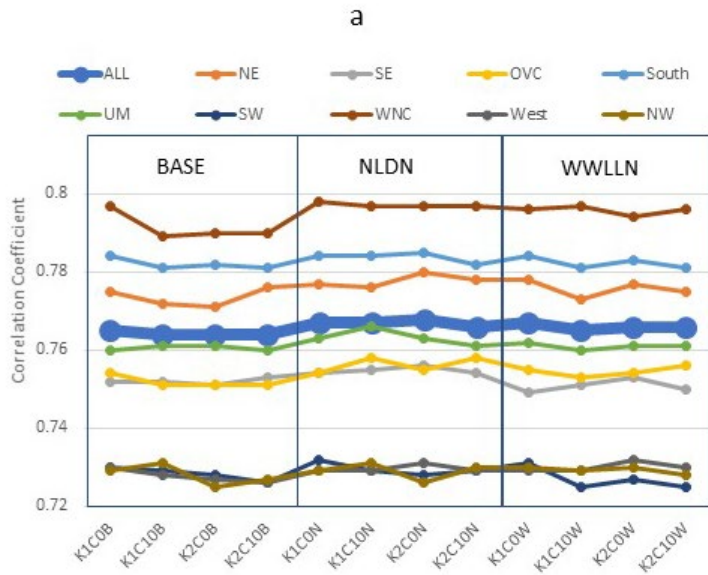 a
ALL NE SE OVC South
UM SW WNC West NW
BASE NLDN WWLLN
Correlation Coefficient
0.8
0.78
0.76
0.74
0.72
K1C0B K1C10B K2C0B K2C10B K1C0N K1C10N K2C0N K2C10N K1C0W K1C10W K2C0W K2C10W